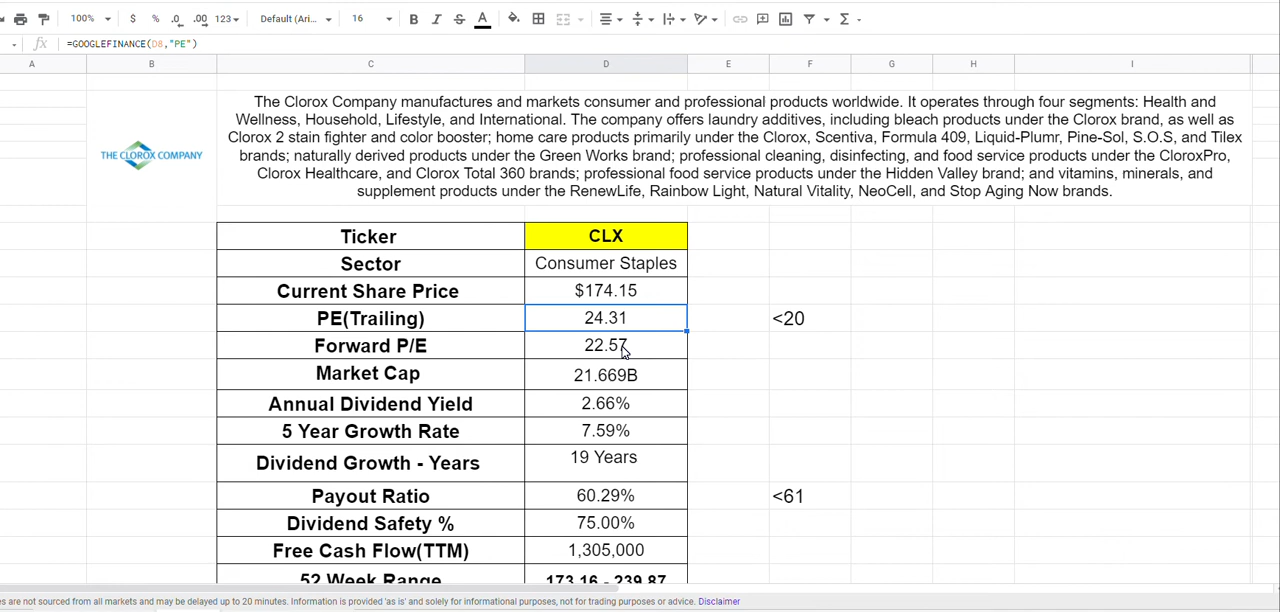 100% $ % .0 .00 123 Default (Ari... 16 B I S A Σ
fx =GOOGLEFINANCE(D8,"PE")
A B C D E F G H I
The Clorox Company manufactures and markets consumer and professional products worldwide. It operates through four segments: Health and
Wellness, Household, Lifestyle, and International. The company offers laundry additives, including bleach products under the Clorox brand, as well as
Clorox 2 stain fighter and color booster; home care products primarily under the Clorox, Scentiva, Formula 409, Liquid-Plumr, Pine-Sol, S.O.S, and Tilex
brands; naturally derived products under the Green Works brand; professional cleaning, disinfecting, and food service products under the CloroxPro,
Clorox Healthcare, and Clorox Total 360 brands; professional food service products under the Hidden Valley brand; and vitamins, minerals, and
supplement products under the RenewLife, Rainbow Light, Natural Vitality, NeoCell, and Stop Aging Now brands.
THE CLOROX COMPANY
Ticker CLX
Sector Consumer Staples
Current Share Price $174.15
PE(Trailing) 24.31 <20
Forward P/E 22.57
Market Cap 21.669B
Annual Dividend Yield 2.66%
5 Year Growth Rate 7.59%
Dividend Growth - Years 19 Years
Payout Ratio 60.29% <61
Dividend Safety % 75.00%
Free Cash Flow(TTM) 1,305,000
52 Week Range 173.16 - 239.87
es are not sourced from all markets and may be delayed up to 20 minutes. Information is provided 'as is' and solely for informational purposes, not for trading purposes or advice. Disclaimer